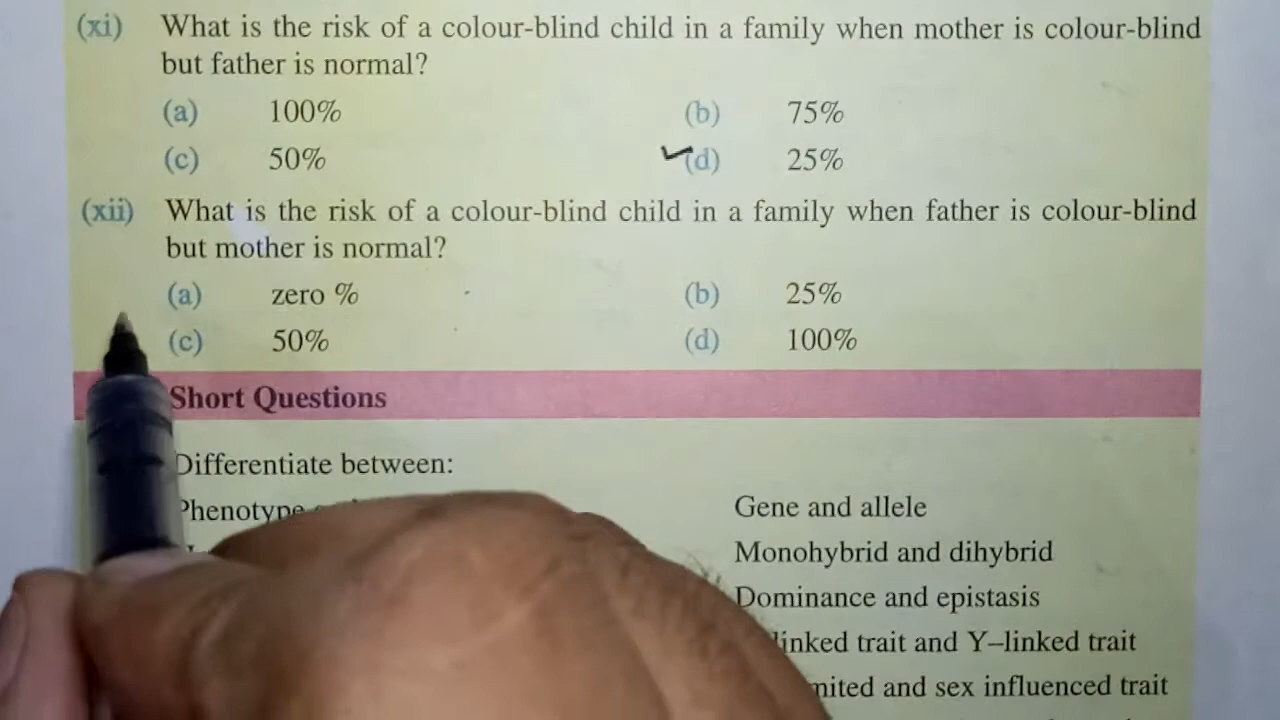 (xi) What is the risk of a colour-blind child in a family when mother is colour-blind
but father is normal?
(a) 100% (b) 75%
(c) 50% (d) 25%
(xii) What is the risk of a colour-blind child in a family when father is colour-blind
but mother is normal?
(a) zero % (b) 25%
(c) 50% (d) 100%
Short Questions
Differentiate between:
Phenotype Gene and allele
Monohybrid and dihybrid
Dominance and epistasis
linked trait and Y–linked trait
and sex influenced trait